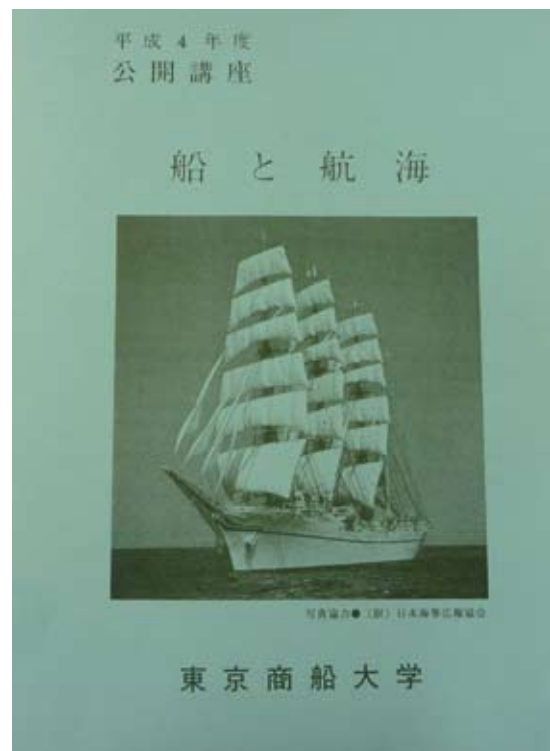 平成4年度
公開講座
船と航海
写真協力●（財）日本海事広報協会
東京商船大学